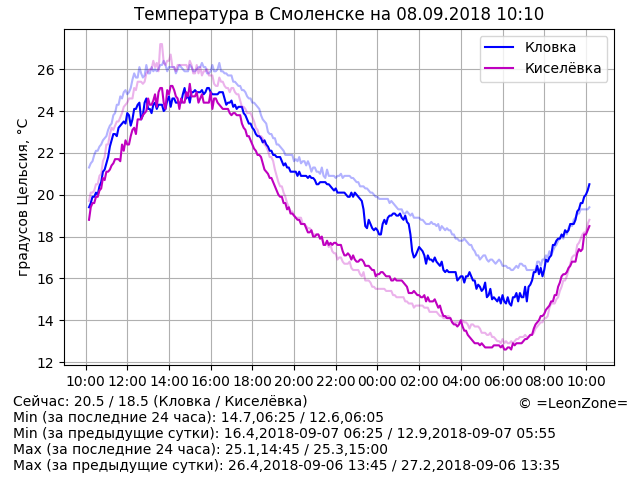 Температура в Смоленске на 08.09.2018 10:10
Кловка
Киселёвка
градусов Цельсия, °C
26
24
22
20
18
16
14
12
10:00 12:00 14:00 16:00 18:00 20:00 22:00 00:00 02:00 04:00 06:00 08:00 10:00
Сейчас: 20.5 / 18.5 (Кловка / Киселёвка)
© =LeonZone=
Min (за последние 24 часа): 14.7,06:25 / 12.6,06:05
Min (за предыдущие сутки): 16.4,2018-09-07 06:25 / 12.9,2018-09-07 05:55
Max (за последние 24 часа): 25.1,14:45 / 25.3,15:00
Max (за предыдущие сутки): 26.4,2018-09-06 13:45 / 27.2,2018-09-06 13:35